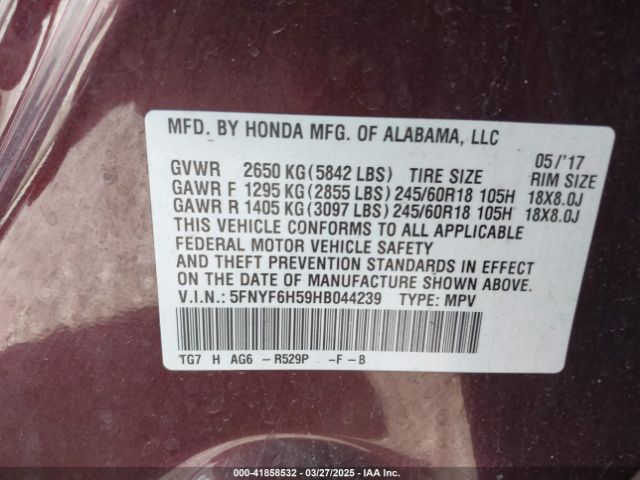 MFD. BY HONDA MFG. OF ALABAMA, LLC
05/'17
GVWR 2650 KG(5842 LBS) TIRE SIZE RIM SIZE
GAWR F 1295 KG(2855 LBS) 245/60R18 105H 18X8.0J
GAWR R 1405 KG(3097 LBS) 245/60R18 105H 18X8.0J
THIS VEHICLE CONFORMS TO ALL APPLICABLE
FEDERAL MOTOR VEHICLE SAFETY
AND THEFT PREVENTION STANDARDS IN EFFECT
ON THE DATE OF MANUFACTURE SHOWN ABOVE.
V.I.N.: 5FNYF6H59HB044239 TYPE: MPV
TG7 H AG6 -R529P -F-B
000-41858532 — 03/27/2025 — IAA Inc.